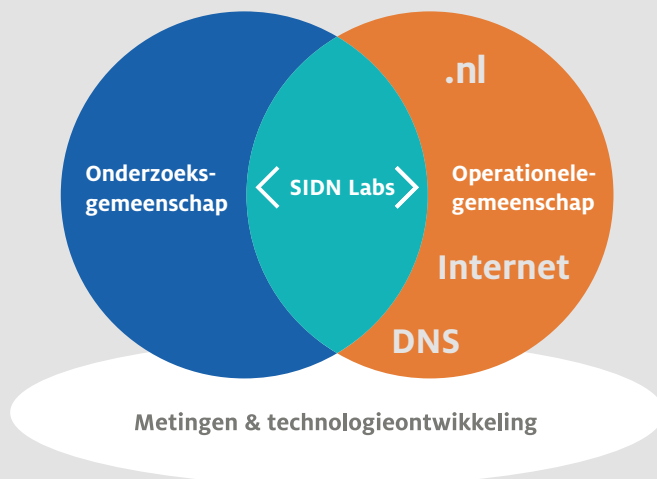 .nl
Onderzoeks-
gemeenschap
SIDN Labs
Operationele-
gemeenschap
Internet
DNS
Metingen & technologieontwikkeling